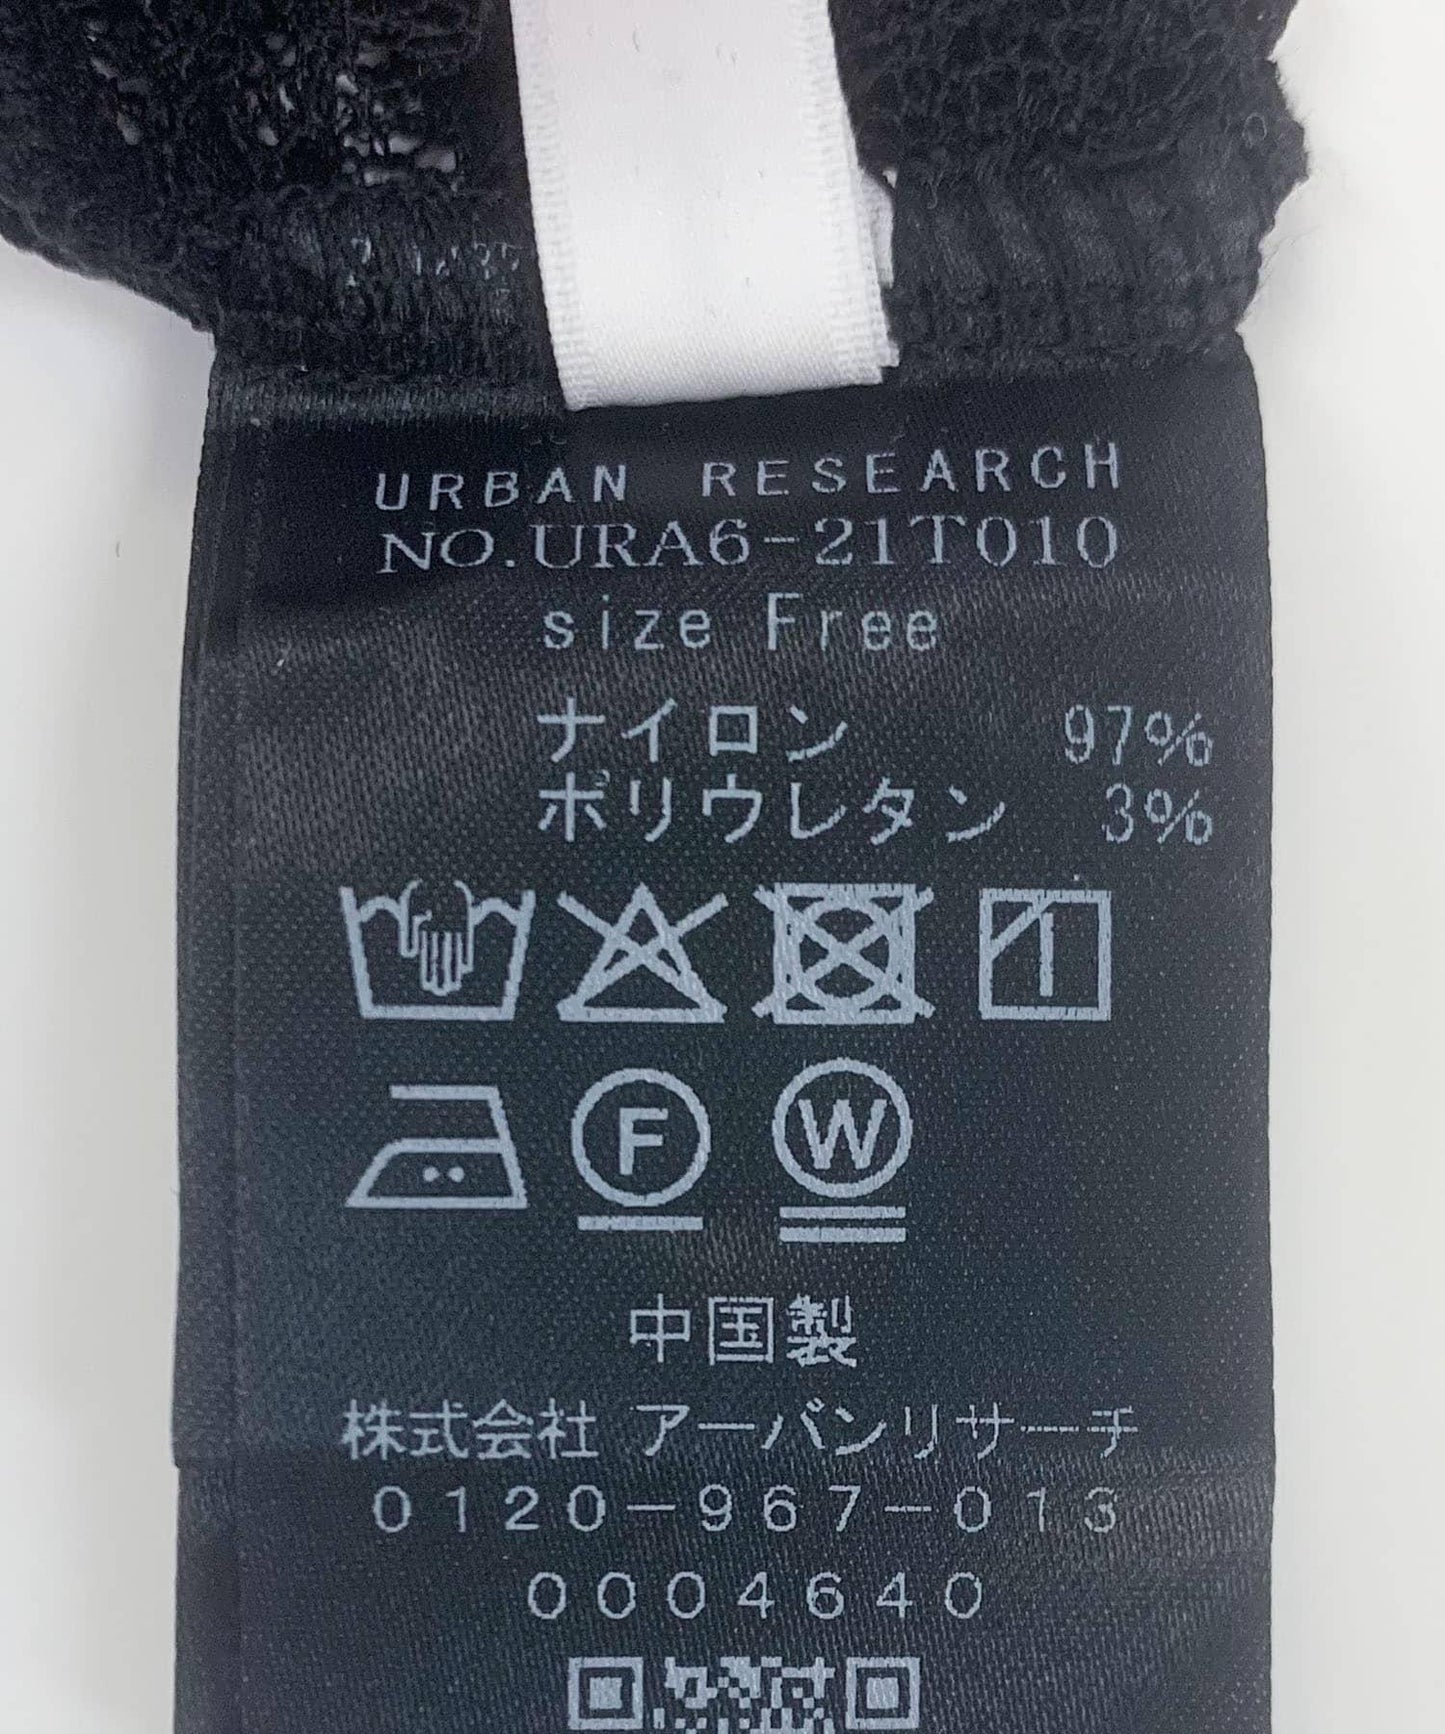 URBAN RESEARCH
NO.URA6-21T010
size Free
ナイロン 97%
ポリウレタン 3%
F W
中国製
株式会社 アーバンリサーチ
0120-967-013
0004640